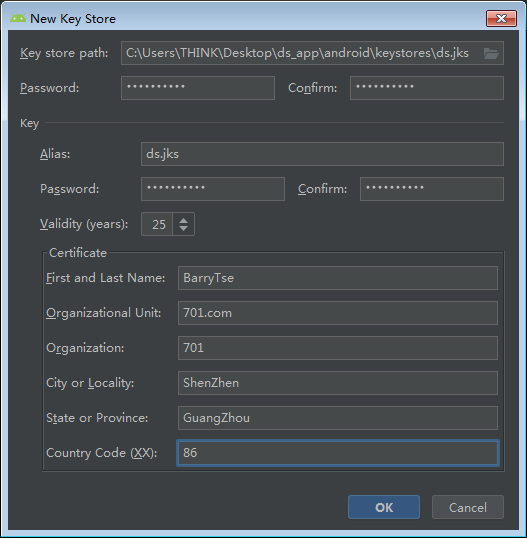 New Key Store
Key store path: C:\Users\THINK\Desktop\ds_app\android\keystores\ds.jks
Password: •••••••••• Confirm: ••••••••••
Key
Alias: ds.jks
Password: •••••••••• Confirm: ••••••••••
Validity (years): 25
Certificate
First and Last Name: BarryTse
Organizational Unit: 701.com
Organization: 701
City or Locality: ShenZhen
State or Province: GuangZhou
Country Code (XX): 86
OK Cancel